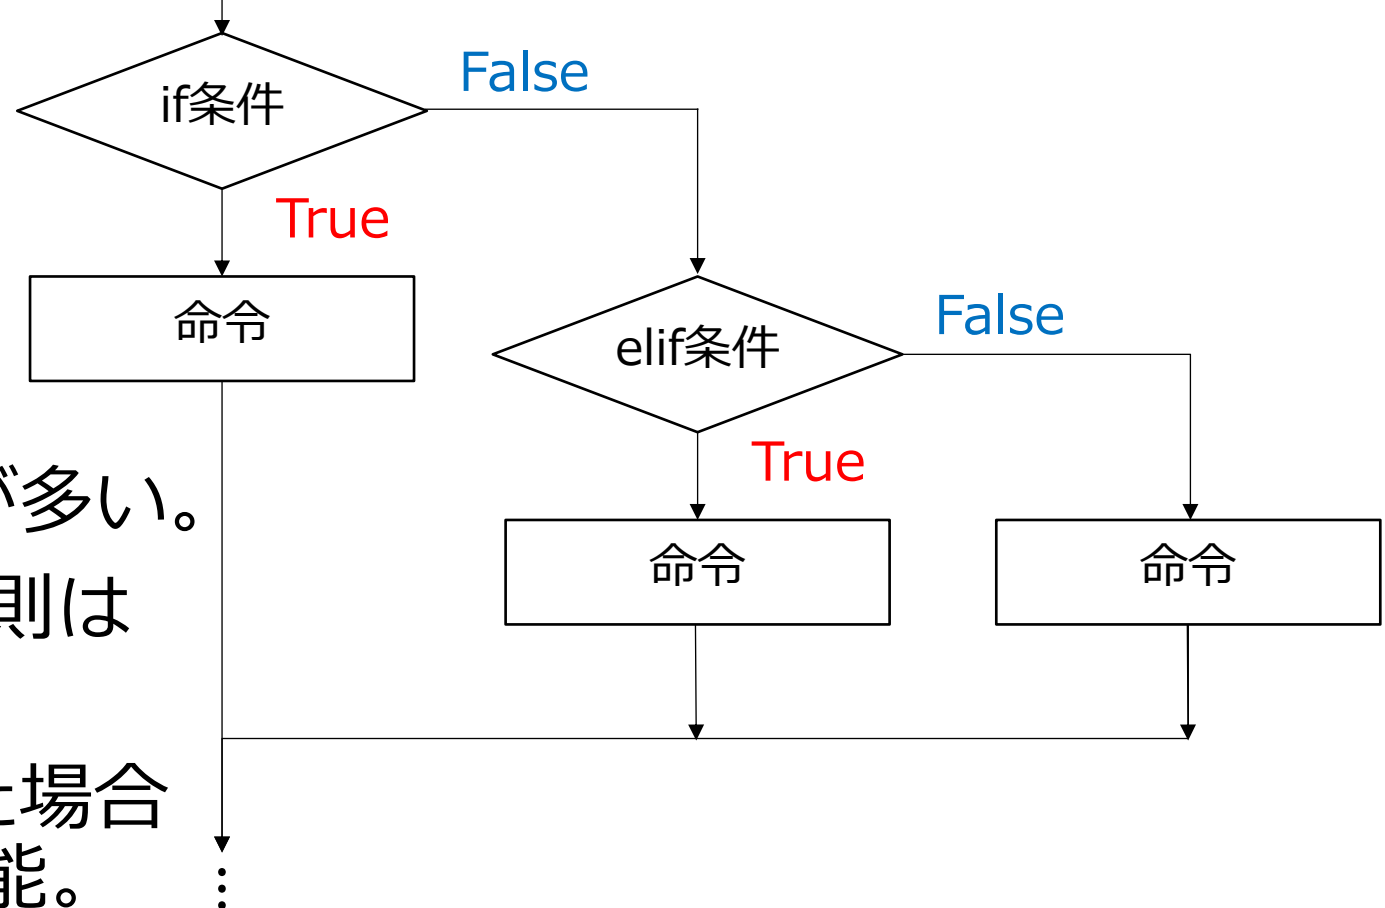 False
if条件
True
命令
False
elif条件
True
が多い。
命令
命令
則は
場合
能。
⋮